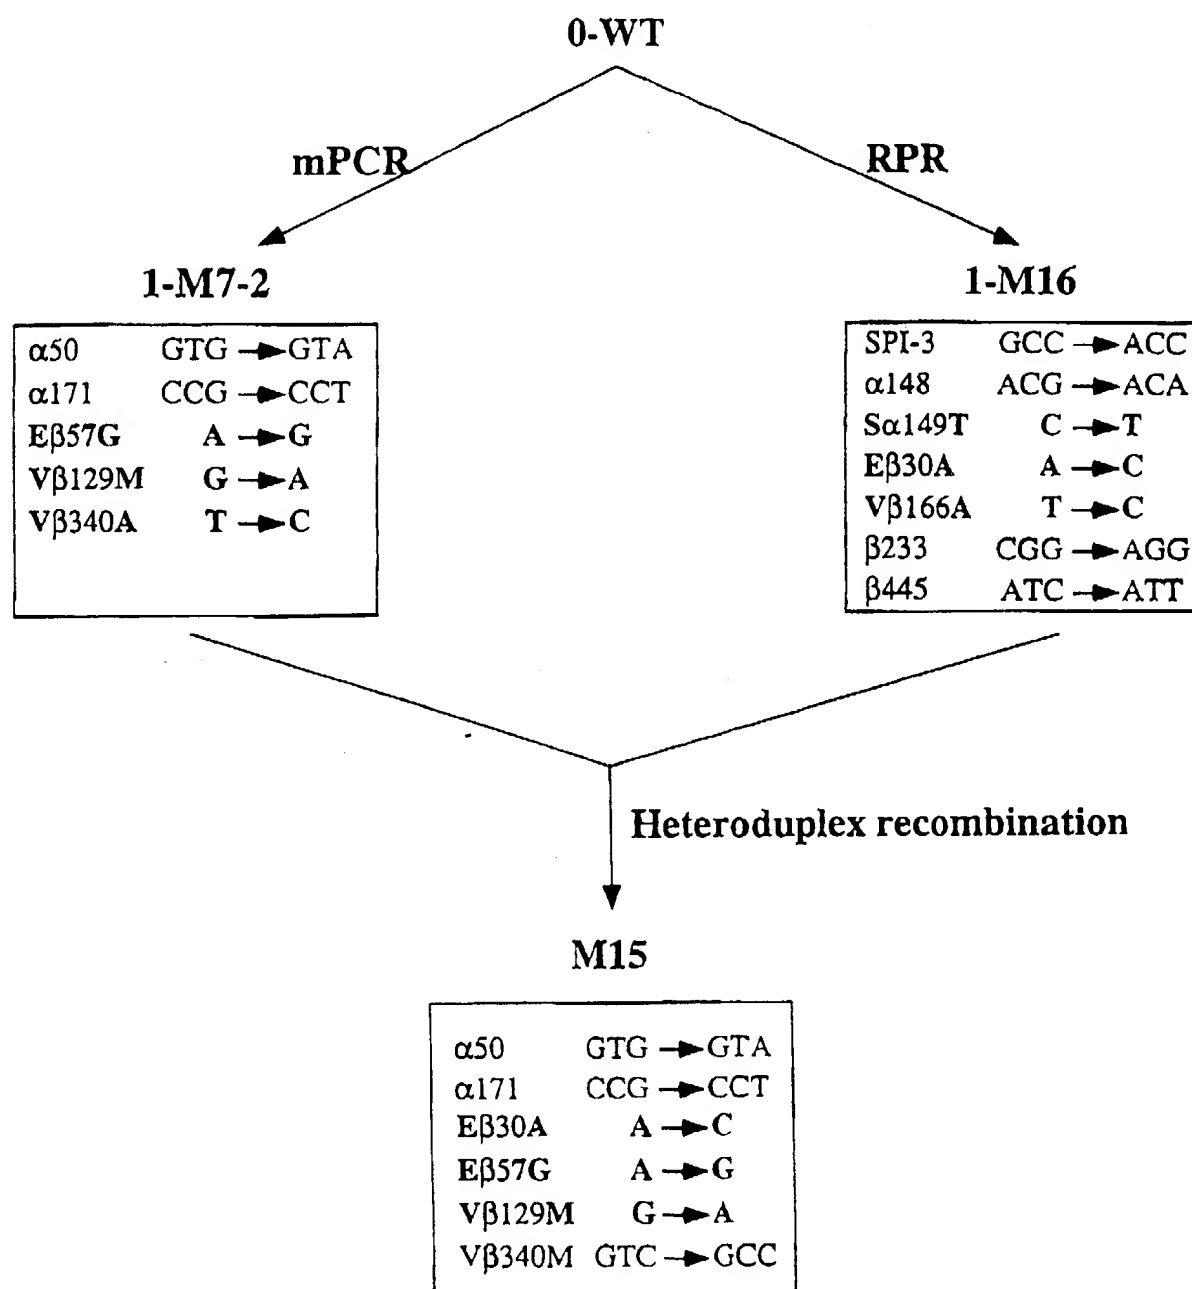 0-WT
mPCR
RPR
1-M7-2
α50 GTG → GTA
α171 CCG → CCT
Eβ57G A → G
Vβ129M G → A
Vβ340A T → C
1-M16
SPI-3 GCC → ACC
α148 ACG → ACA
Sα149T C → T
Eβ30A A → C
Vβ166A T → C
β233 CGG → AGG
β445 ATC → ATT
Heteroduplex recombination
M15
α50 GTG → GTA
α171 CCG → CCT
Eβ30A A → C
Eβ57G A → G
Vβ129M G → A
Vβ340M GTC → GCC